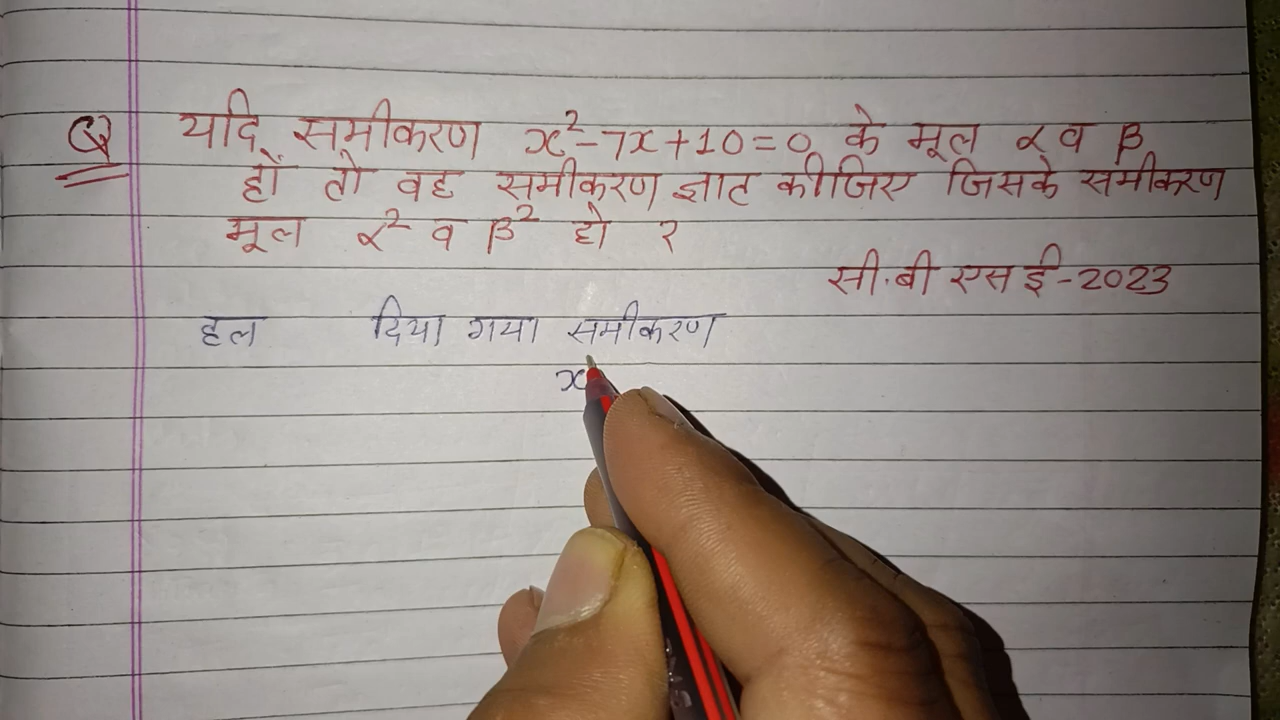 Q यदि समीकरण x²-7x+10=0 के मूल α व β
हों तो वह समीकरण ज्ञात कीजिए जिसके समीकरण
मूल α² व β² हो ?
सी.बी एस ई-2023
हल दिया गया समीकरण
x